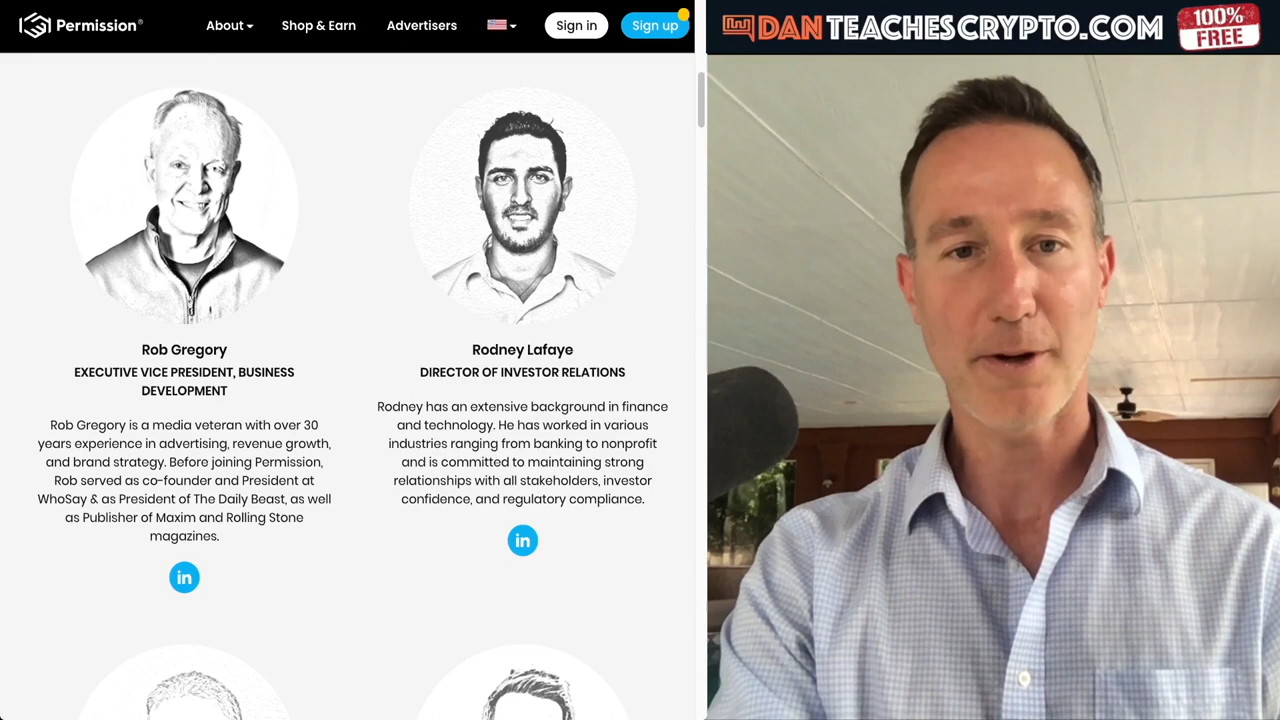 Permission®
About
Shop & Earn
Advertisers
Sign in
Sign up
DANTEACHESCRYPTO.COM
100%
FREE
Rob Gregory
EXECUTIVE VICE PRESIDENT, BUSINESS
DEVELOPMENT
Rob Gregory is a media veteran with over 30
years experience in advertising, revenue growth,
and brand strategy. Before joining Permission,
Rob served as co-founder and President at
WhoSay & as President of The Daily Beast, as well
as Publisher of Maxim and Rolling Stone
magazines.
in
Rodney Lafaye
DIRECTOR OF INVESTOR RELATIONS
Rodney has an extensive background in finance
and technology. He has worked in various
industries ranging from banking to nonprofit
and is committed to maintaining strong
relationships with all stakeholders, investor
confidence, and regulatory compliance.
in